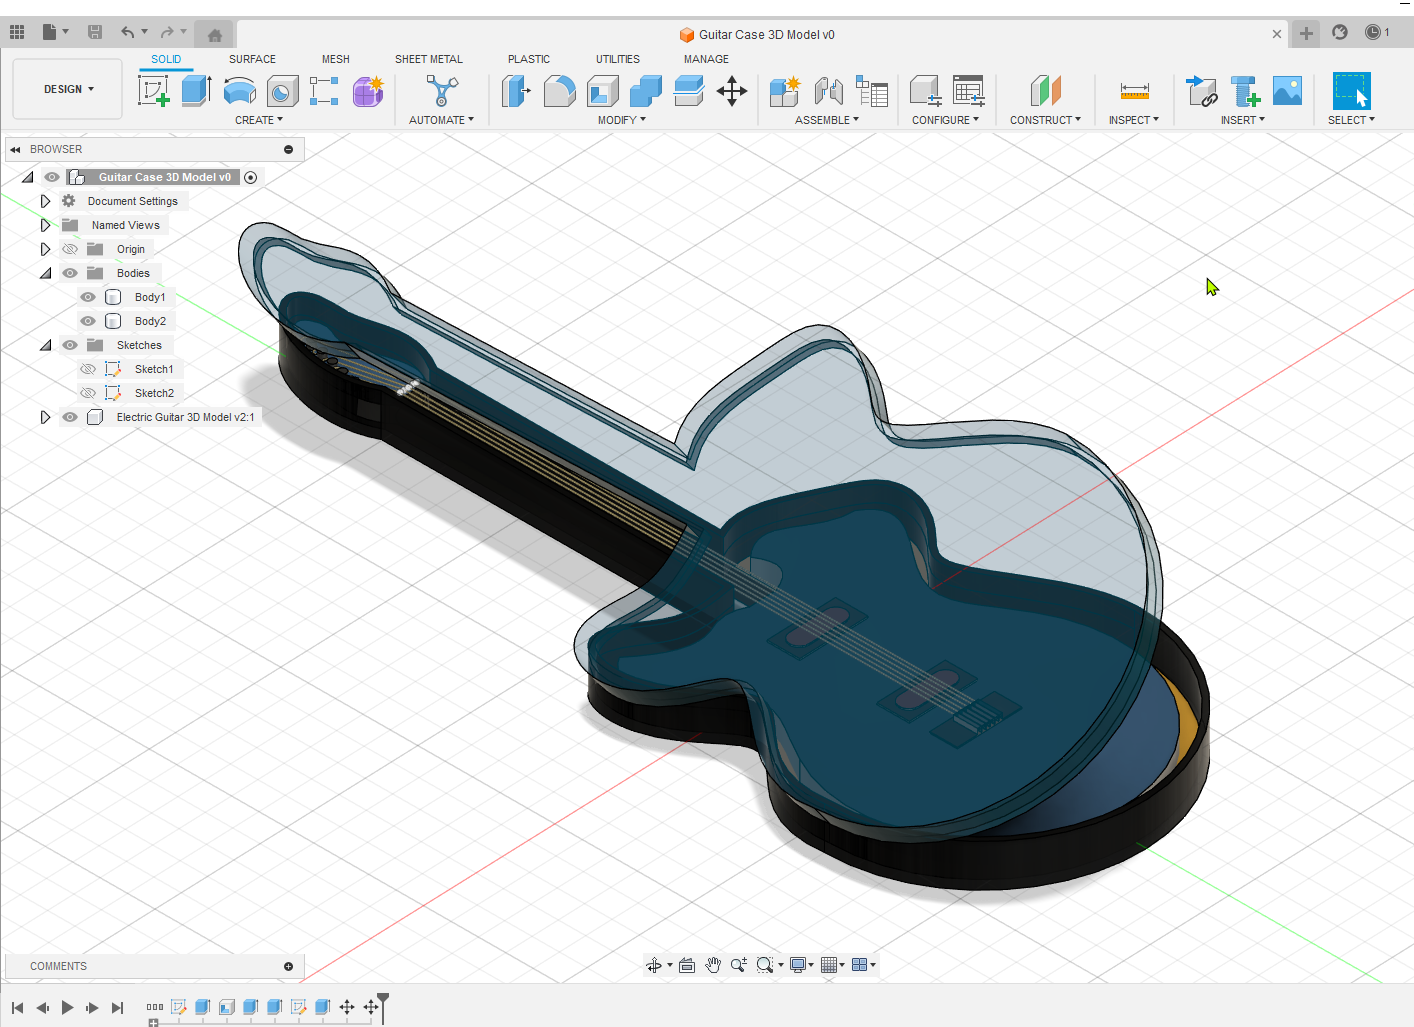 Guitar Case 3D Model v0
1
DESIGN
SOLID SURFACE MESH SHEET METAL PLASTIC UTILITIES MANAGE
CREATE AUTOMATE MODIFY ASSEMBLE CONFIGURE CONSTRUCT INSPECT INSERT SELECT
BROWSER
Guitar Case 3D Model v0
Document Settings
Named Views
Origin
Bodies
Body1
Body2
Sketches
Sketch1
Sketch2
Electric Guitar 3D Model v2:1
COMMENTS